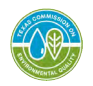 TEXAS COMMISSION ON
ENVIRONMENTAL QUALITY